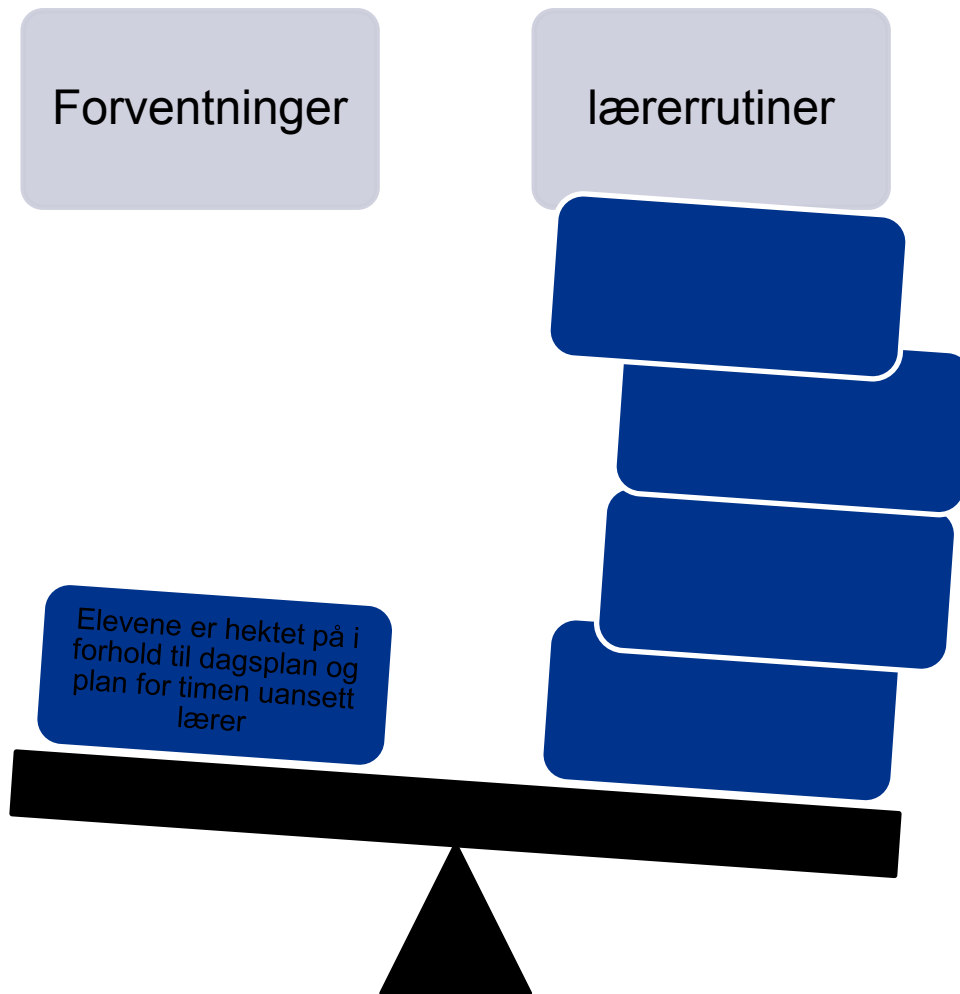 Forventninger
lærerrutiner
Elevene er hektet på i
forhold til dagsplan og
plan for timen uansett
lærer